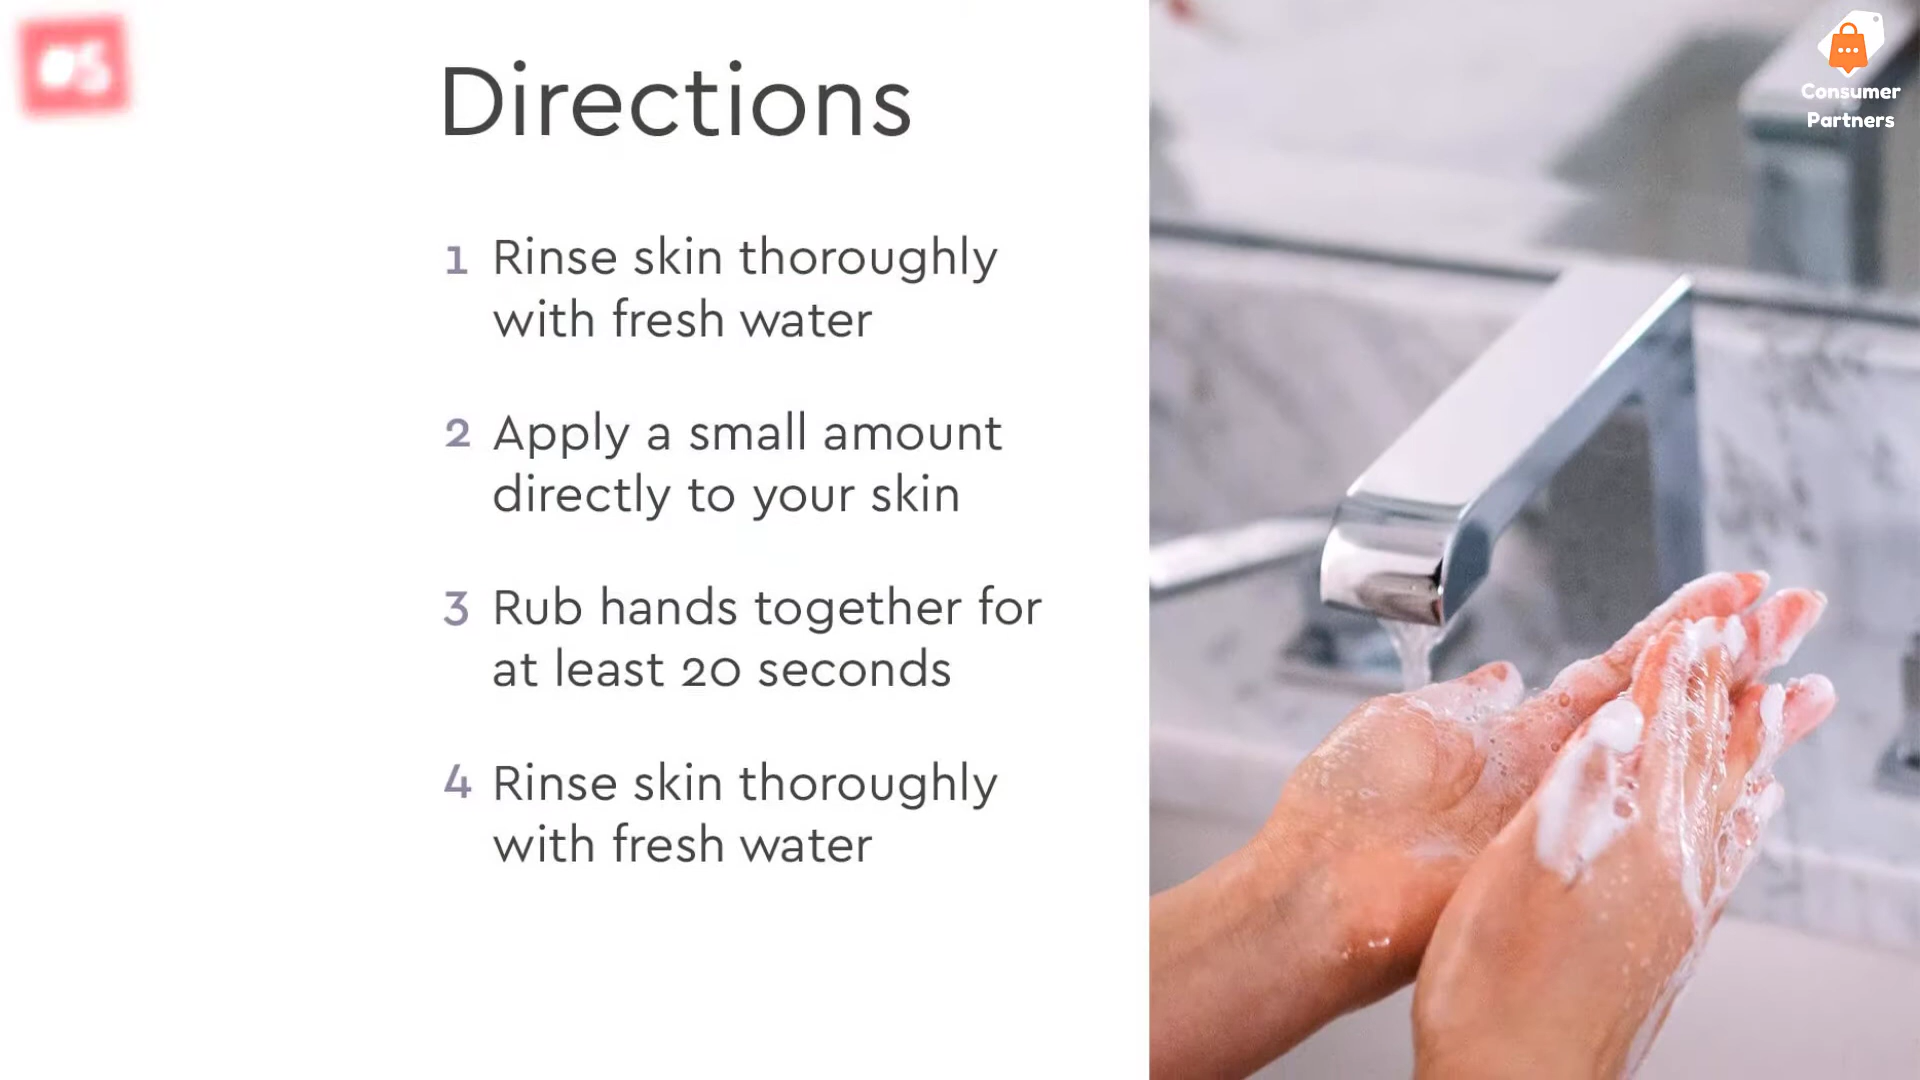 #5
Directions
1 Rinse skin thoroughly
with fresh water
2 Apply a small amount
directly to your skin
3 Rub hands together for
at least 20 seconds
4 Rinse skin thoroughly
with fresh water
Consumer
Partners